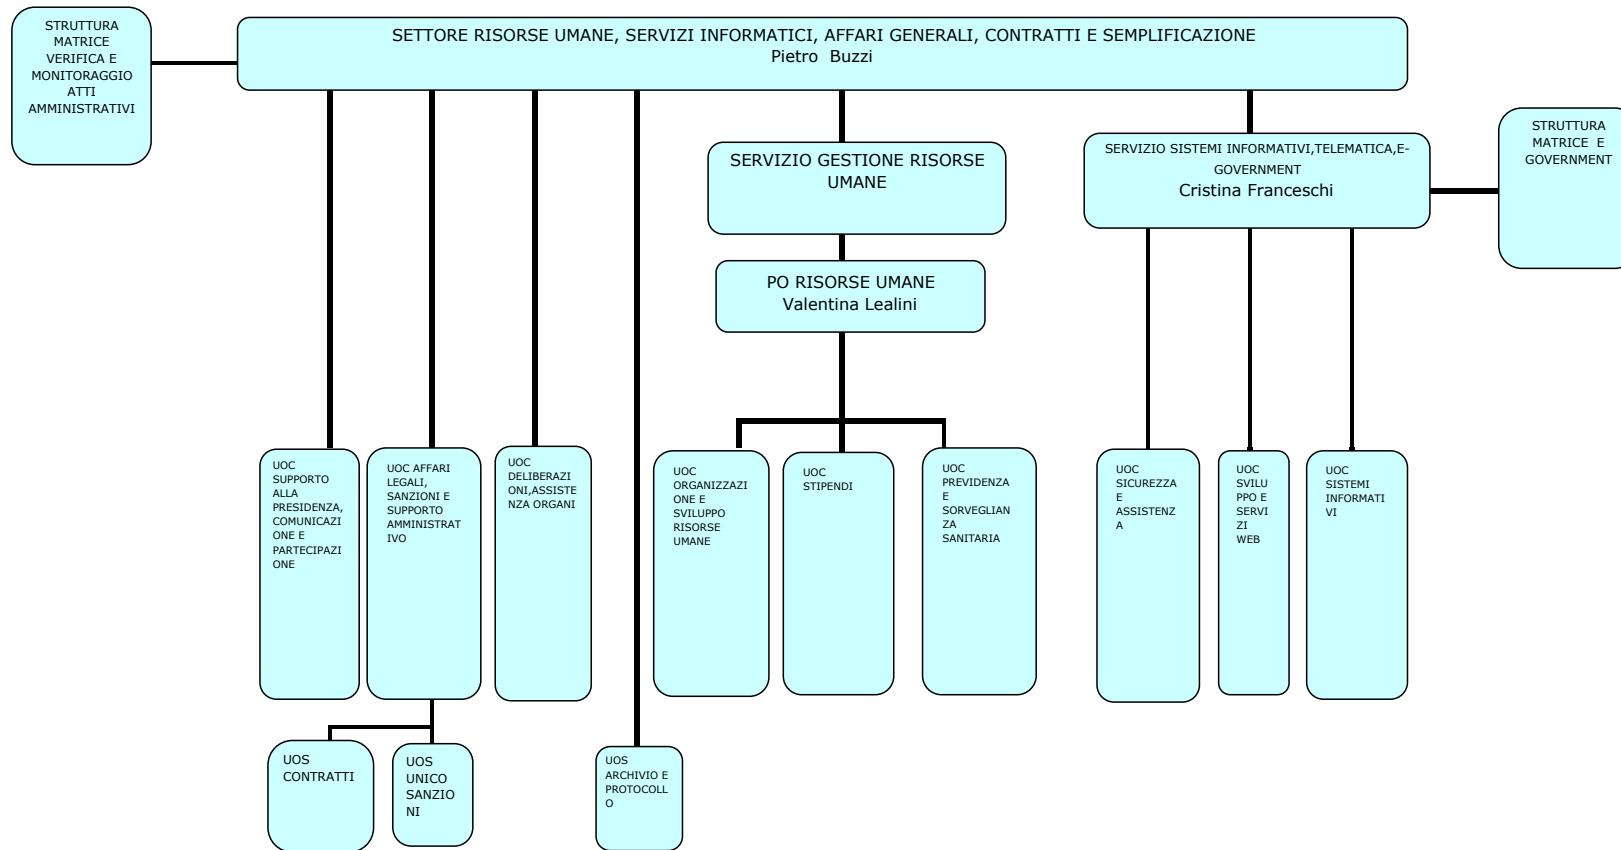 STRUTTURA
MATRICE
VERIFICA E
MONITORAGGIO
ATTI
AMMINISTRATIVI
SETTORE RISORSE UMANE, SERVIZI INFORMATICI, AFFARI GENERALI, CONTRATTI E SEMPLIFICAZIONE
Pietro Buzzi
STRUTTURA
MATRICE E
GOVERNMENT
SERVIZIO GESTIONE RISORSE
UMANE
SERVIZIO SISTEMI INFORMATIVI,TELEMATICA,E-
GOVERNMENT
Cristina Franceschi
PO RISORSE UMANE
Valentina Lealini
UOC
SUPPORTO
ALLA
PRESIDENZA,
COMUNICAZI
ONE E
PARTECIPAZI
ONE
UOC AFFARI
LEGALI,
SANZIONI E
SUPPORTO
AMMINISTRAT
IVO
UOC
DELIBERAZI
ONI,ASSISTE
NZA ORGANI
UOC
ORGANIZZAZI
ONE E
SVILUPPO
RISORSE
UMANE
UOC
STIPENDI
UOC
PREVIDENZA
E
SORVEGLIAN
ZA
SANITARIA
UOC
SICUREZZA
E
ASSISTENZ
A
UOC
SVILU
PPO E
SERVI
ZI
WEB
UOC
SISTEMI
INFORMATI
VI
UOS
CONTRATTI
UOS
UNICO
SANZIO
NI
UOS
ARCHIVIO E
PROTOCOLL
O